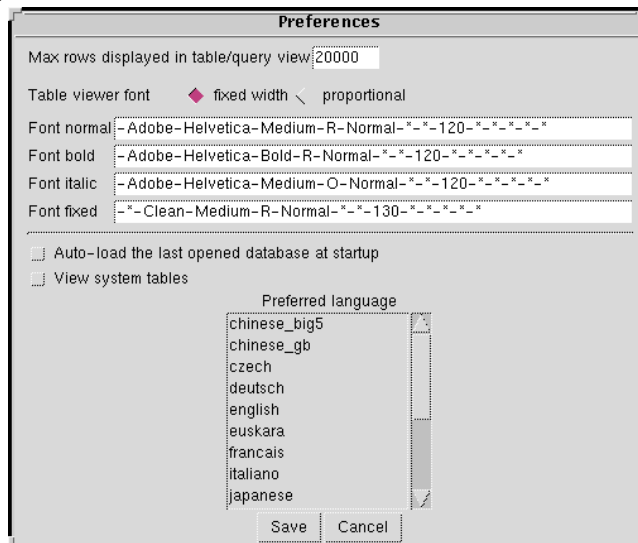 Preferences
Max rows displayed in table/query view 20000
Table viewer font fixed width proportional
Font normal -Adobe-Helvetica-Medium-R-Normal-*-*-120-*-*-*-*-*
Font bold -Adobe-Helvetica-Bold-R-Normal-*-*-120-*-*-*-*-*
Font italic -Adobe-Helvetica-Medium-O-Normal-*-*-120-*-*-*-*-*
Font fixed -*-Clean-Medium-R-Normal-*-*-130-*-*-*-*-*
Auto-load the last opened database at startup
View system tables
Preferred language
chinese_big5
chinese_gb
czech
deutsch
english
euskara
francais
italiano
japanese
Save Cancel